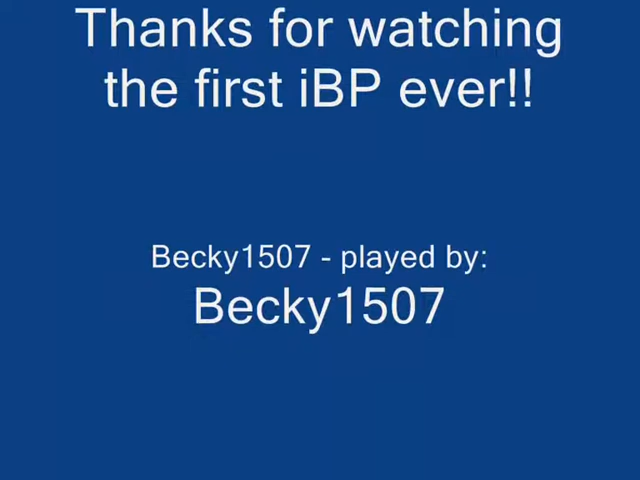 Thanks for watching
the first iBP ever!!
Becky1507 - played by:
Becky1507